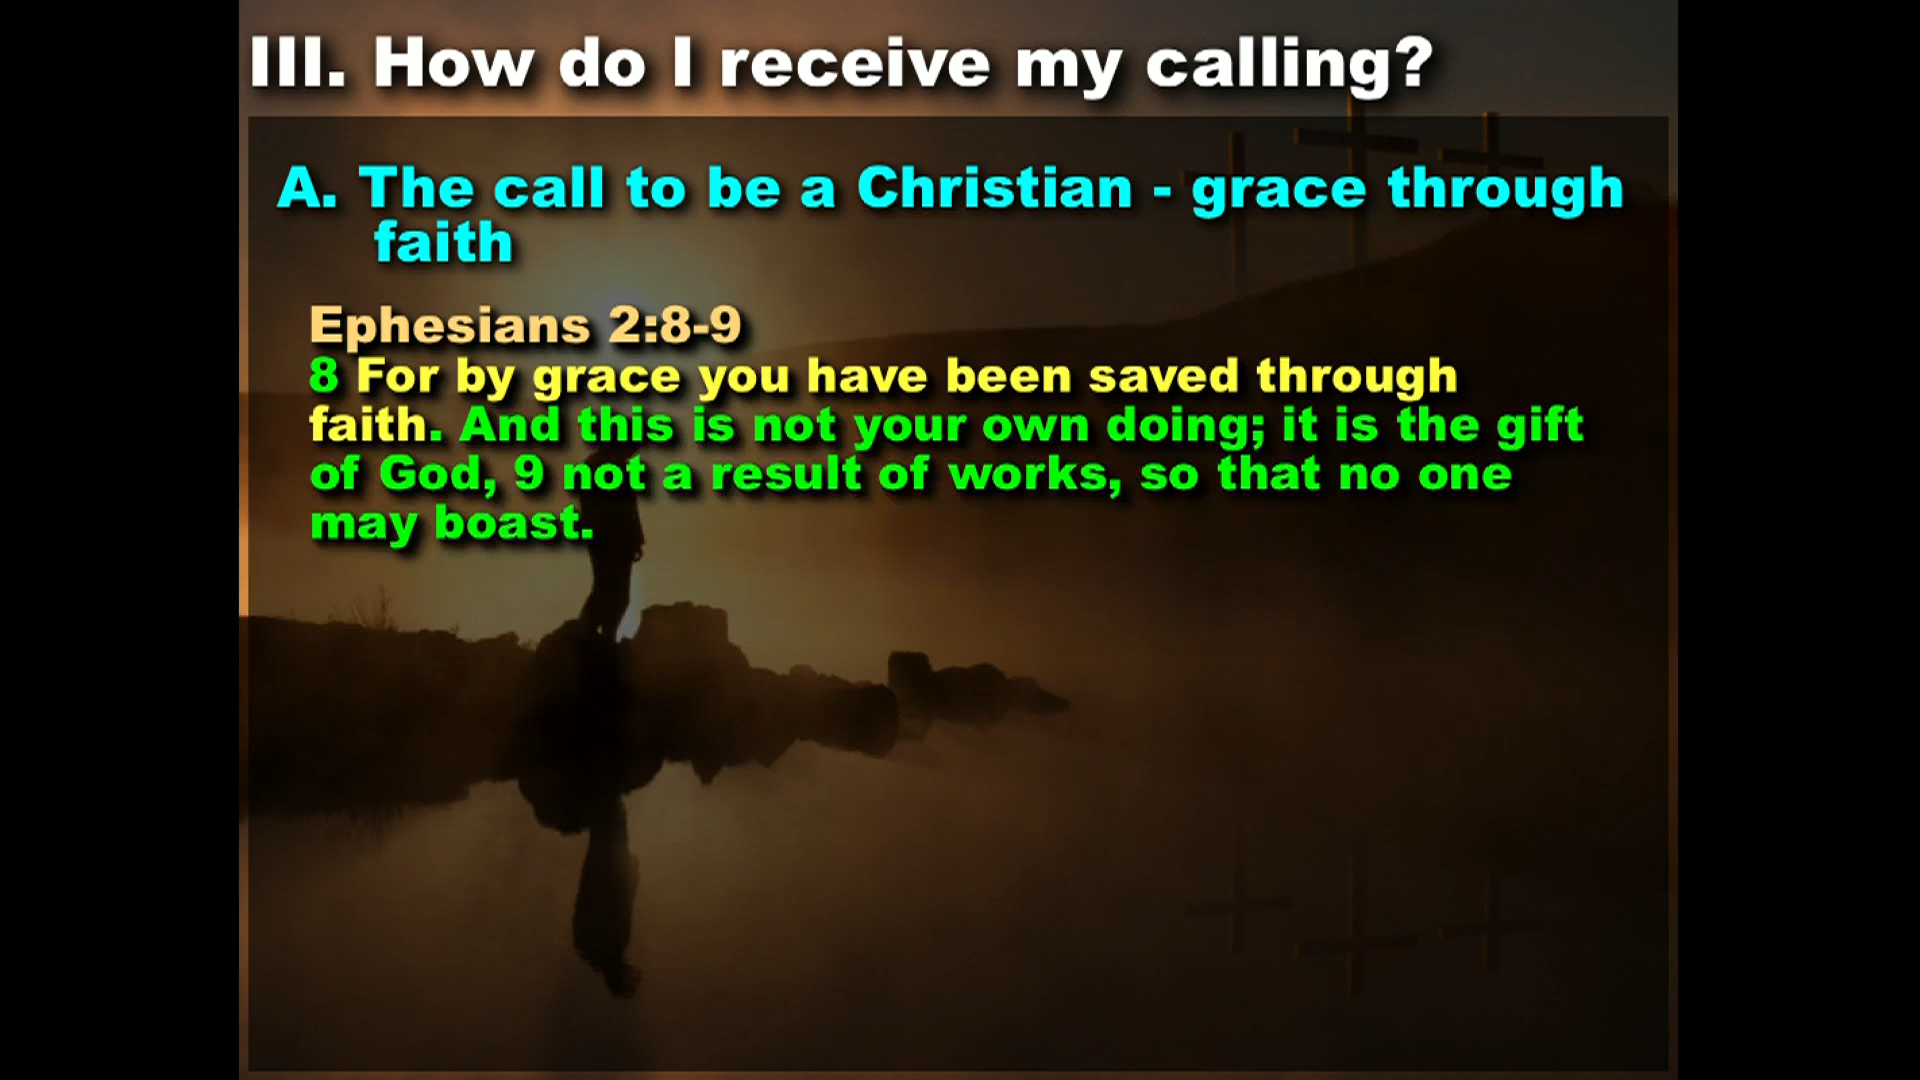 III. How do I receive my calling?
A. The call to be a Christian - grace through
faith
Ephesians 2:8-9
8 For by grace you have been saved through
faith. And this is not your own doing; it is the gift
of God, 9 not a result of works, so that no one
may boast.